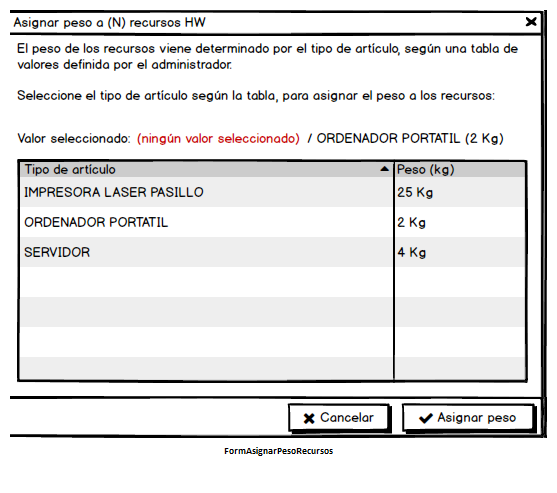 Asignar peso a (N) recursos HW
El peso de los recursos viene determinado por el tipo de artículo, según una tabla de
valores definida por el administrador.
Seleccione el tipo de artículo según la tabla, para asignar el peso a los recursos:
Valor seleccionado: (ningún valor seleccionado) / ORDENADOR PORTATIL (2 Kg)
Tipo de artículo Peso (kg)
IMPRESORA LASER PASILLO 25 Kg
ORDENADOR PORTATIL 2 Kg
SERVIDOR 4 Kg
Cancelar Asignar peso
FormAsignarPesoRecursos